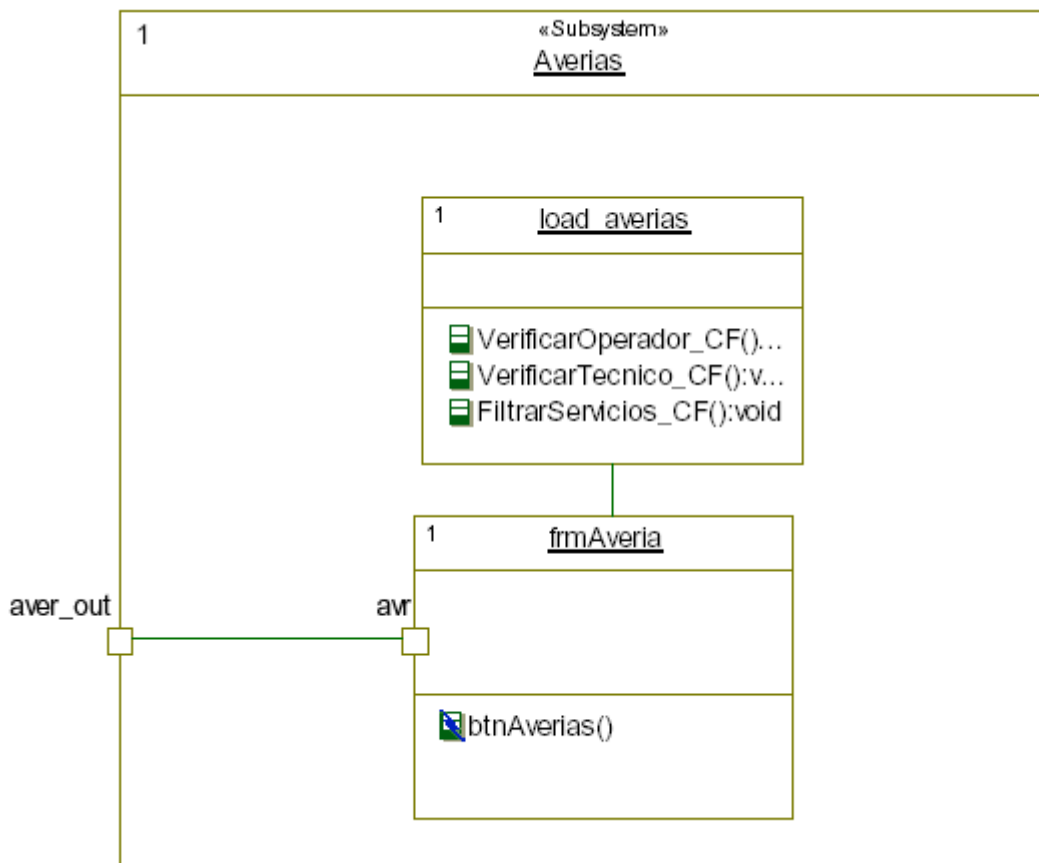 1
«Subsystem»
Averias
1
load_averias
VerificarOperador_CF()...
VerificarTecnico_CF():v...
FiltrarServicios_CF():void
1
frmAveria
aver_out
avr
btnAverias()